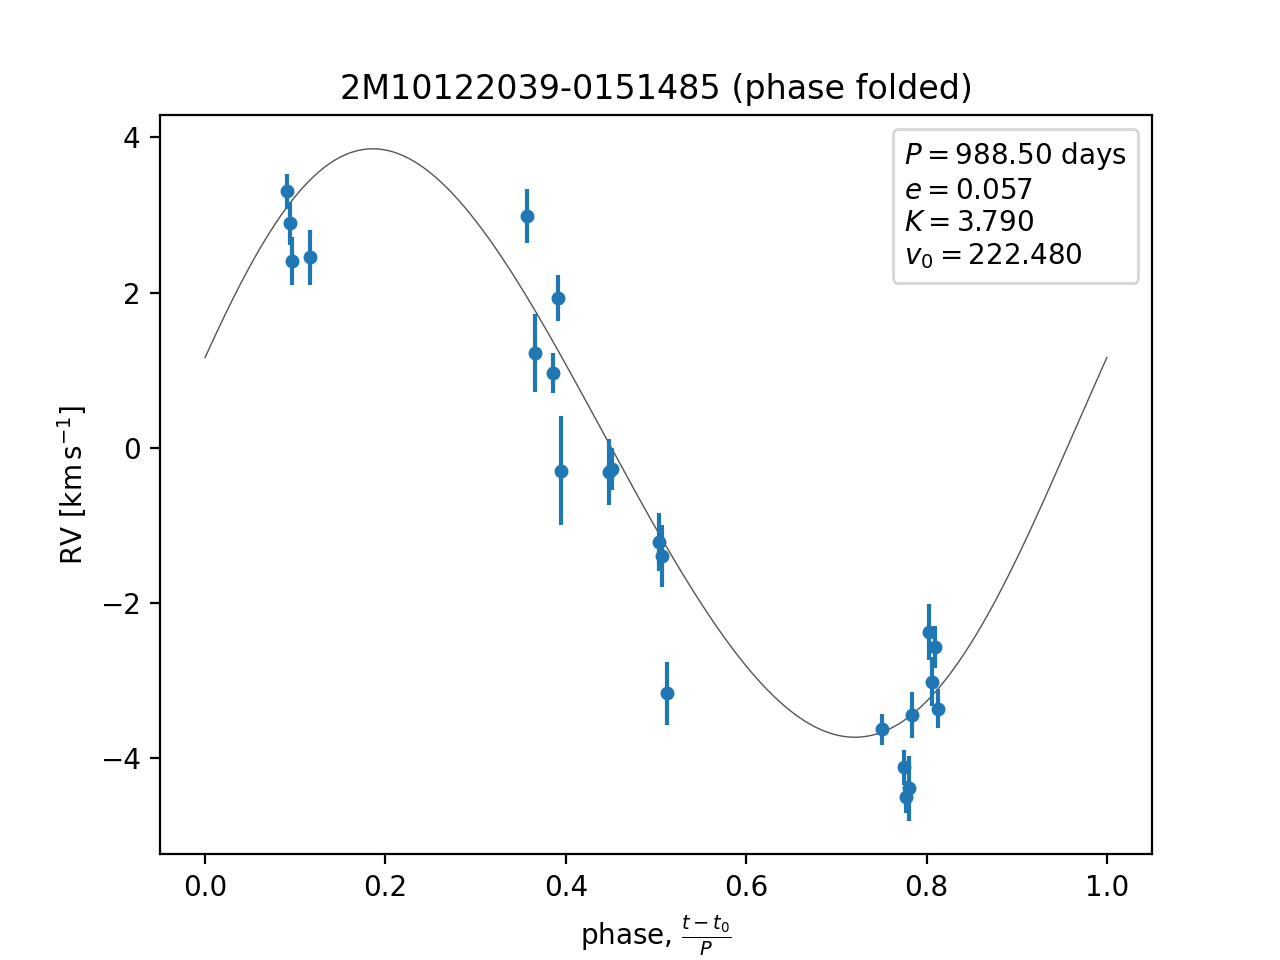 2M10122039-0151485 (phase folded)
P = 988.50 days
e = 0.057
K = 3.790
v₀ = 222.480
4
2
0
−2
−4
RV [km s⁻¹]
0.0 0.2 0.4 0.6 0.8 1.0
phase, (t − t₀)/P